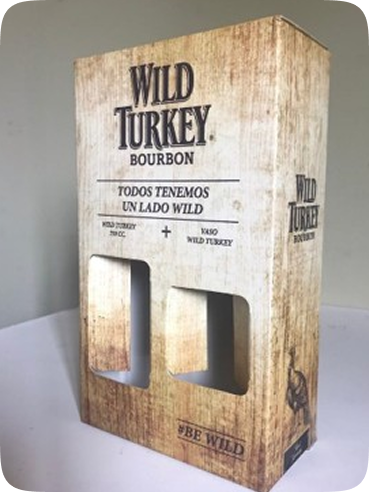 WILD
TURKEY
BOURBON
TODOS TENEMOS
UN LADO WILD
WILD TURKEY
750 CC.
+
VASO
WILD TURKEY
#BE WILD
WILD
TURKEY
BOURBON